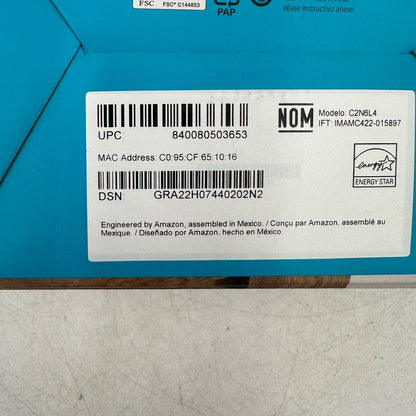 FSC
FSC® C144853
PAP
Véase instructivo anexo
UPC: 840080503653
NOM
Modelo: C2N6L4
IFT: IMAMC422-015897
MAC Address: C0:95:CF:65:10:16
energy
ENERGY STAR
DSN: GRA22H07440202N2
Engineered by Amazon, assembled in Mexico. / Conçu par Amazon, assemblé au
Mexique. / Diseñado por Amazon, hecho en México